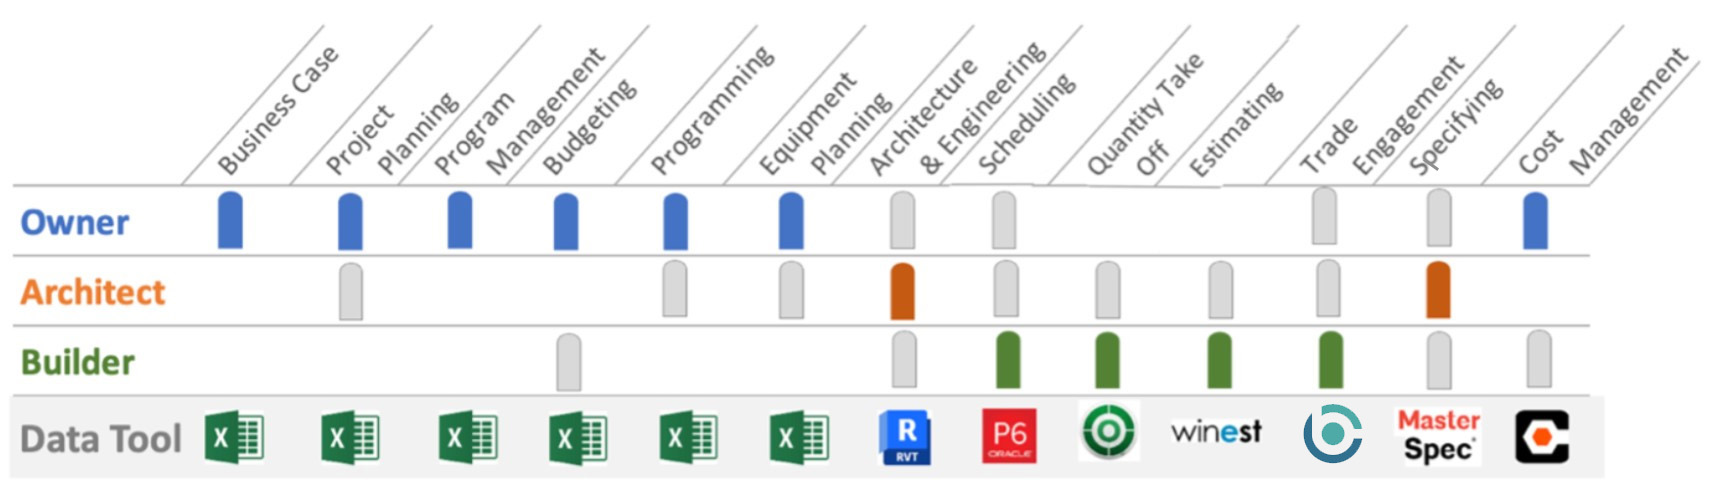 Business Case
Project
Planning
Program
Management
Budgeting
Programming
Equipment
Planning
Architecture
& Engineering
Scheduling
Quantity Take
Off
Estimating
Trade
Engagement
Specifying
Cost
Management
Owner
Architect
Builder
Data Tool
X
X
X
X
X
X
R
RVT
P6
ORACLE
winest
Master
Spec